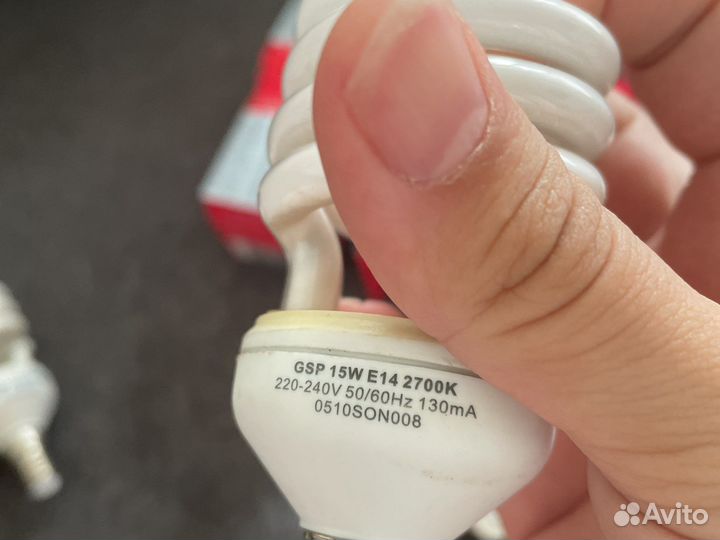 GSP 15W E14 2700K
220-240V 50/60Hz 130mA
0510SON008
Avito